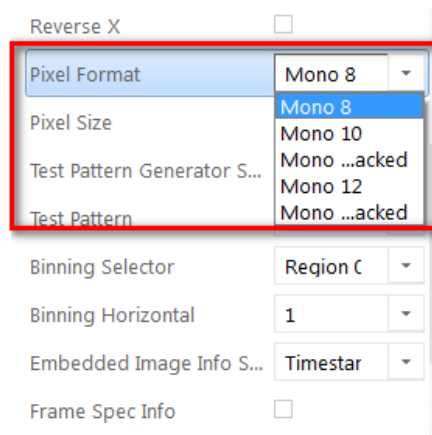 Reverse X
Pixel Format Mono 8
Mono 8
Pixel Size
Mono 10
Mono ...acked
Test Pattern Generator S...
Mono 12
Mono ...acked
Test Pattern
Binning Selector Region 0
Binning Horizontal 1
Embedded Image Info S... Timestar
Frame Spec Info